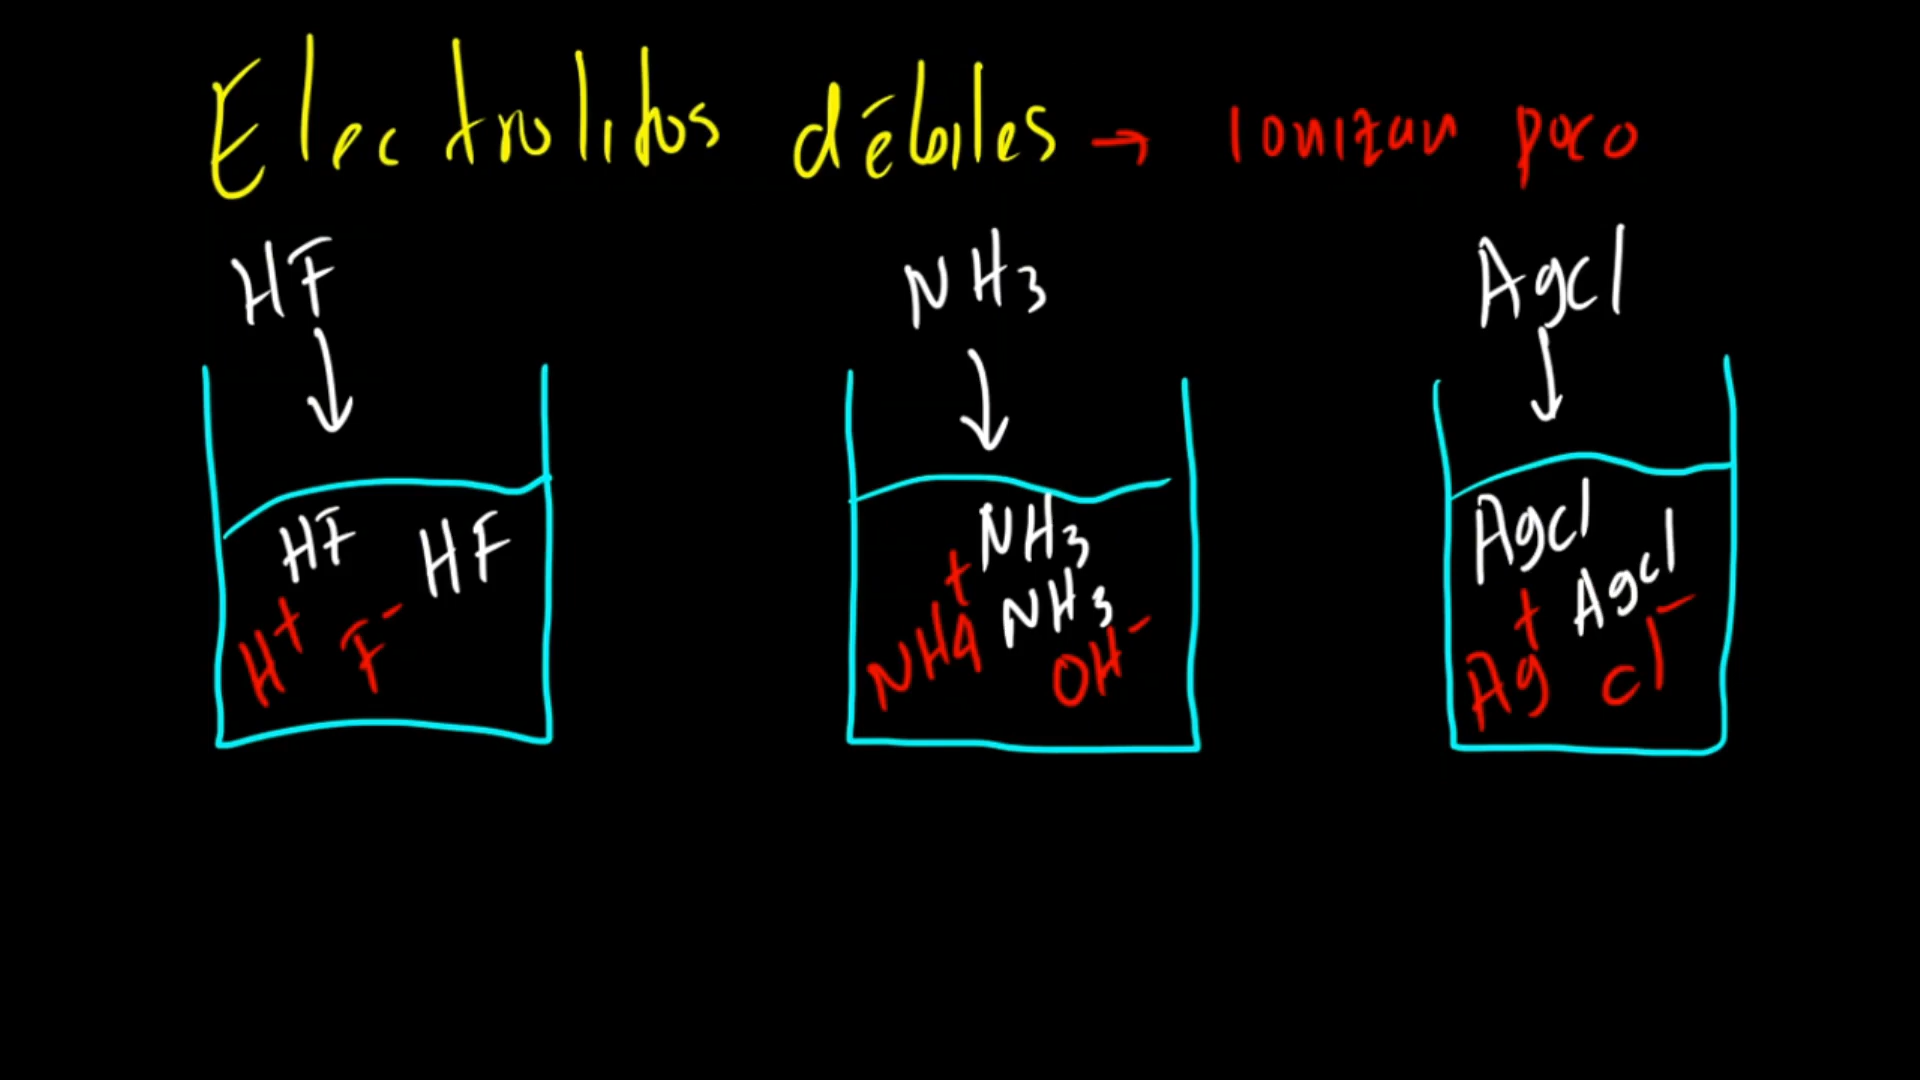 Electrolitos débiles → Ionizan poco
HF NH3 AgCl
HF HF
H+ F-
NH3
NH3
NH4+ OH-
AgCl
AgCl
Ag+ Cl-